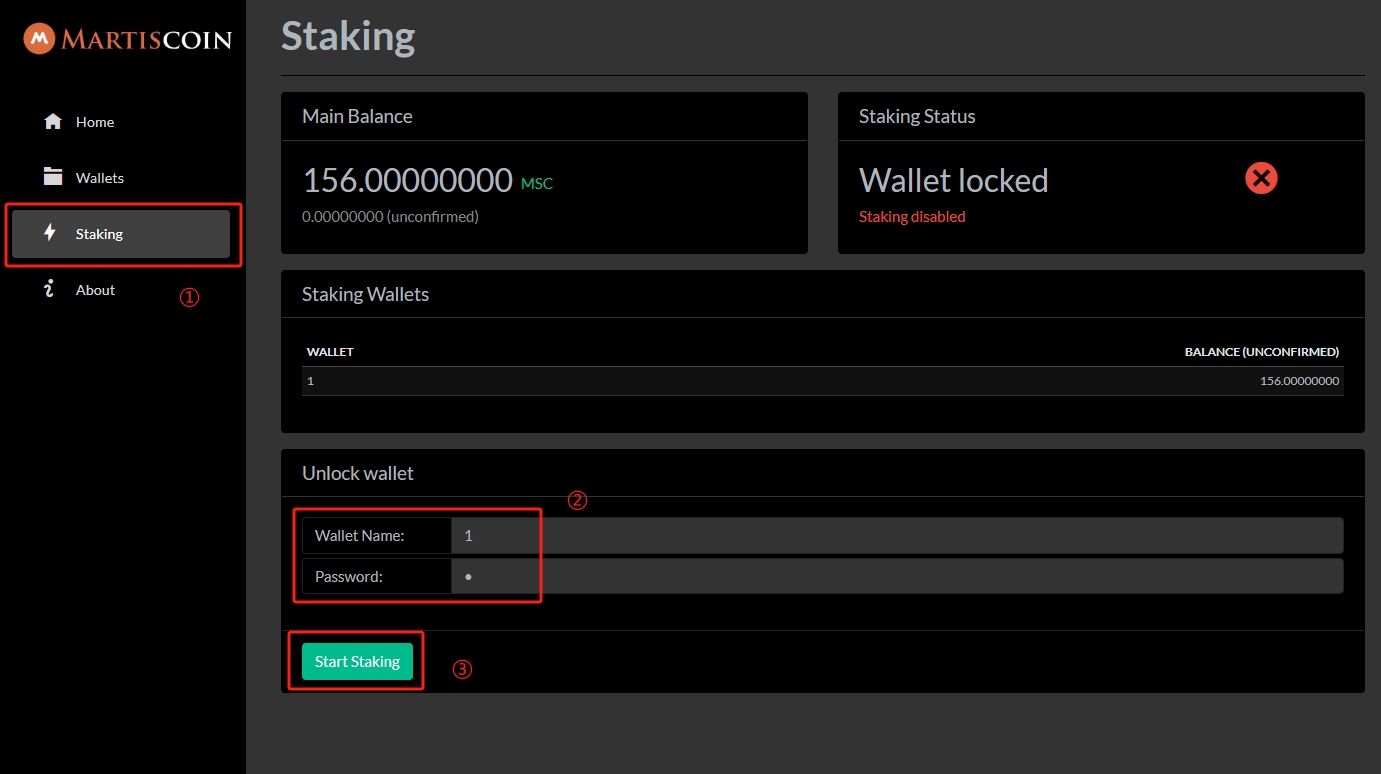 MARTISCOIN
Home
Wallets
Staking
About
①
Staking
Main Balance
156.00000000 MSC
0.00000000 (unconfirmed)
Staking Status
Wallet locked
Staking disabled
Staking Wallets
WALLET BALANCE (UNCONFIRMED)
1 156.00000000
Unlock wallet
②
Wallet Name: 1
Password: •
Start Staking
③